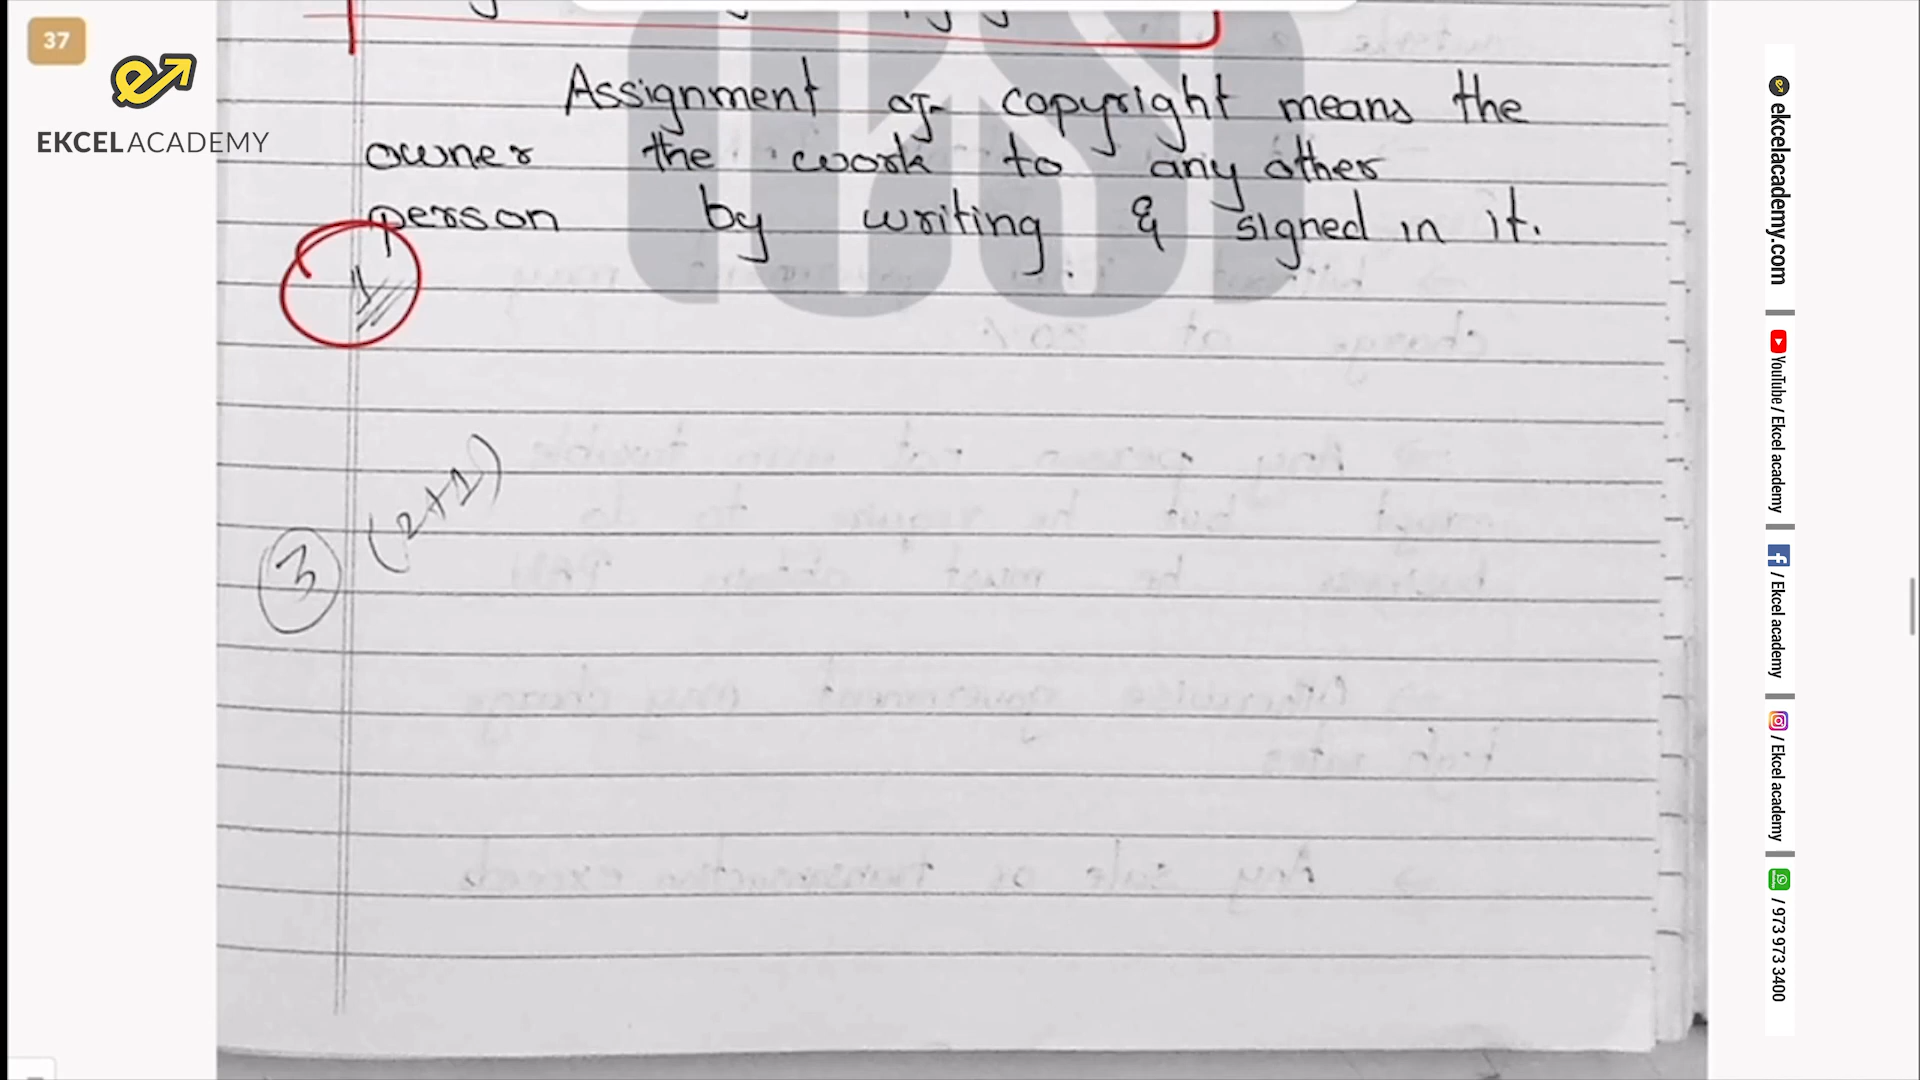 37
EKCELACADEMY
Assignment of copyright means the
owner the work to any other
person by writing & signed in it.
1
(2+1)
3
ekcelacademy.com
YouTube / Ekcel academy
/ Ekcel academy
/ Ekcel academy
/ 973 973 3400